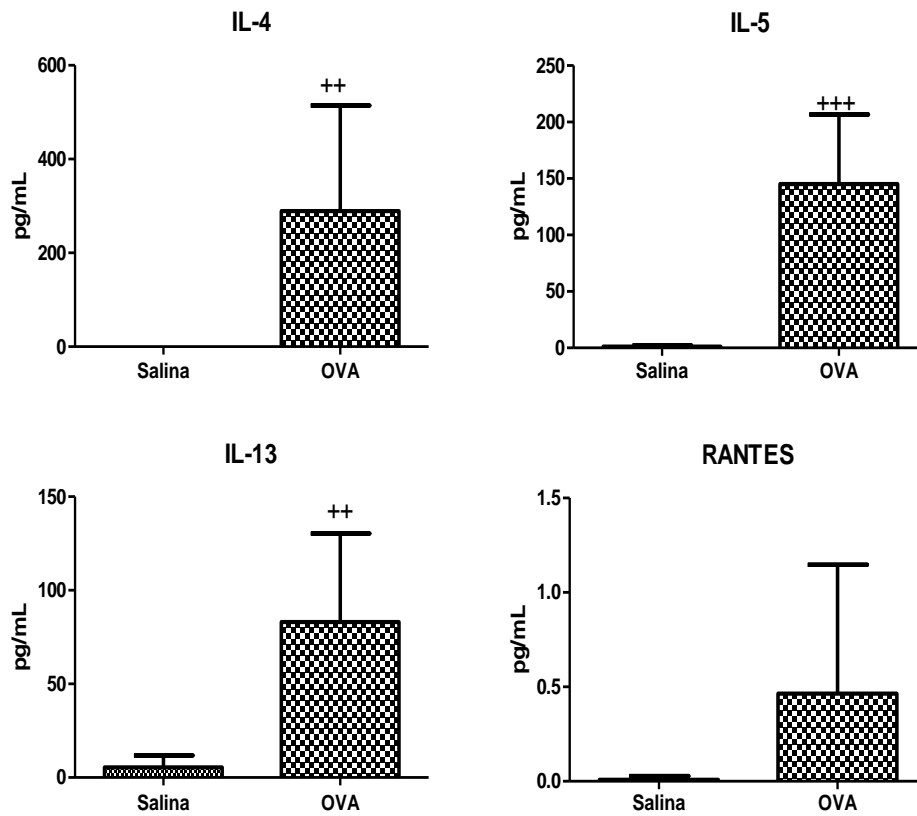 IL-4
600
400
200
0
pg/mL
++
Salina OVA
IL-5
250
200
150
100
50
0
pg/mL
+++
Salina OVA
IL-13
150
100
50
0
pg/mL
++
Salina OVA
RANTES
1.5
1.0
0.5
0.0
pg/mL
Salina OVA